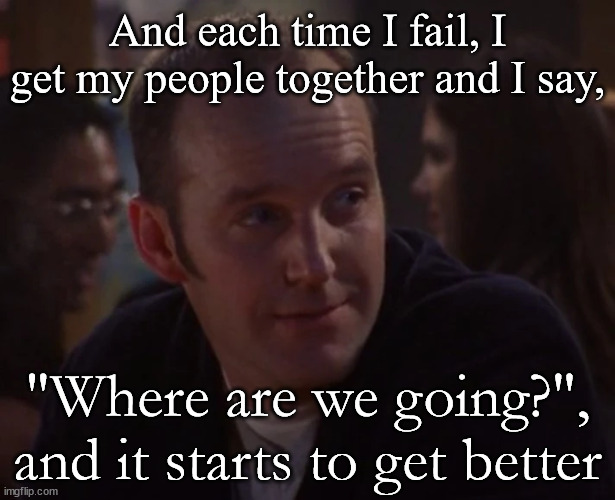 And each time I fail, I
get my people together and I say,
"Where are we going?",
and it starts to get better
imgflip.com